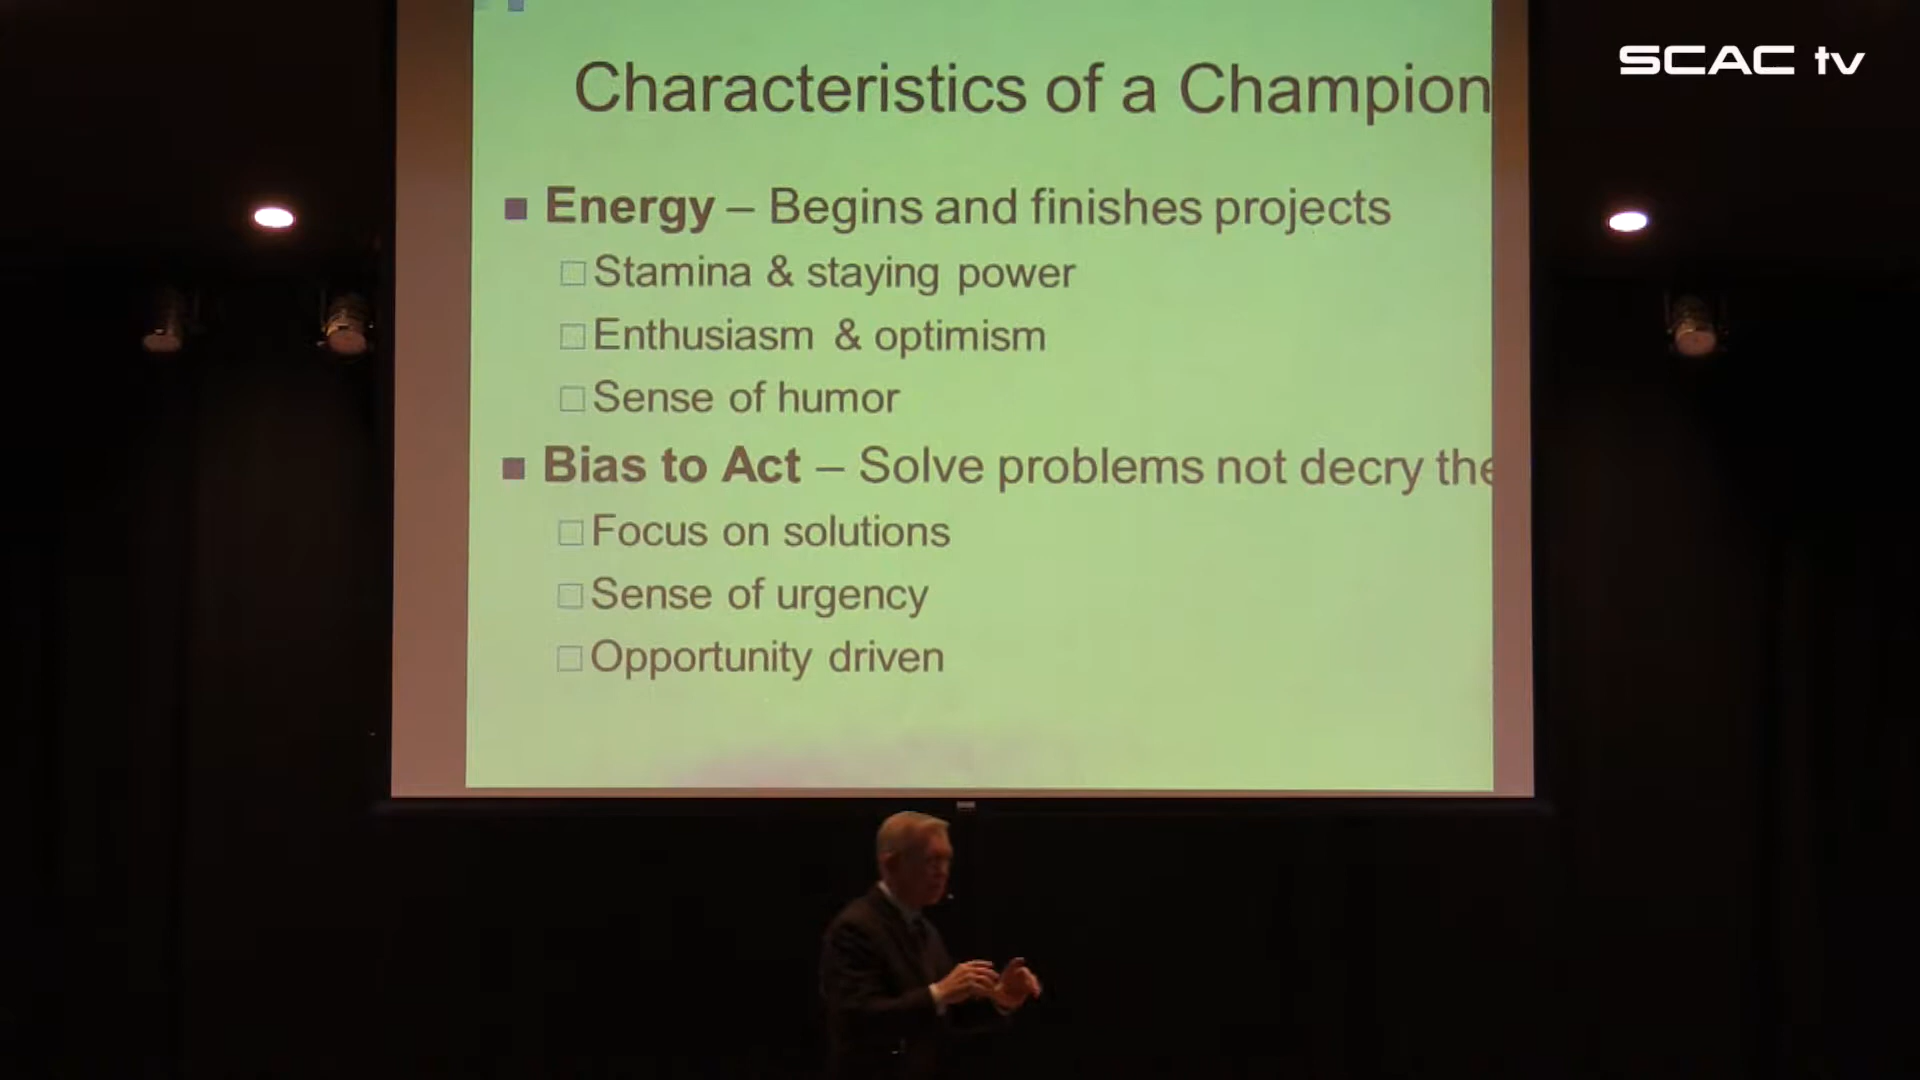 SCAC tv
Characteristics of a Champion
Energy – Begins and finishes projects
Stamina & staying power
Enthusiasm & optimism
Sense of humor
Bias to Act – Solve problems not decry the
Focus on solutions
Sense of urgency
Opportunity driven